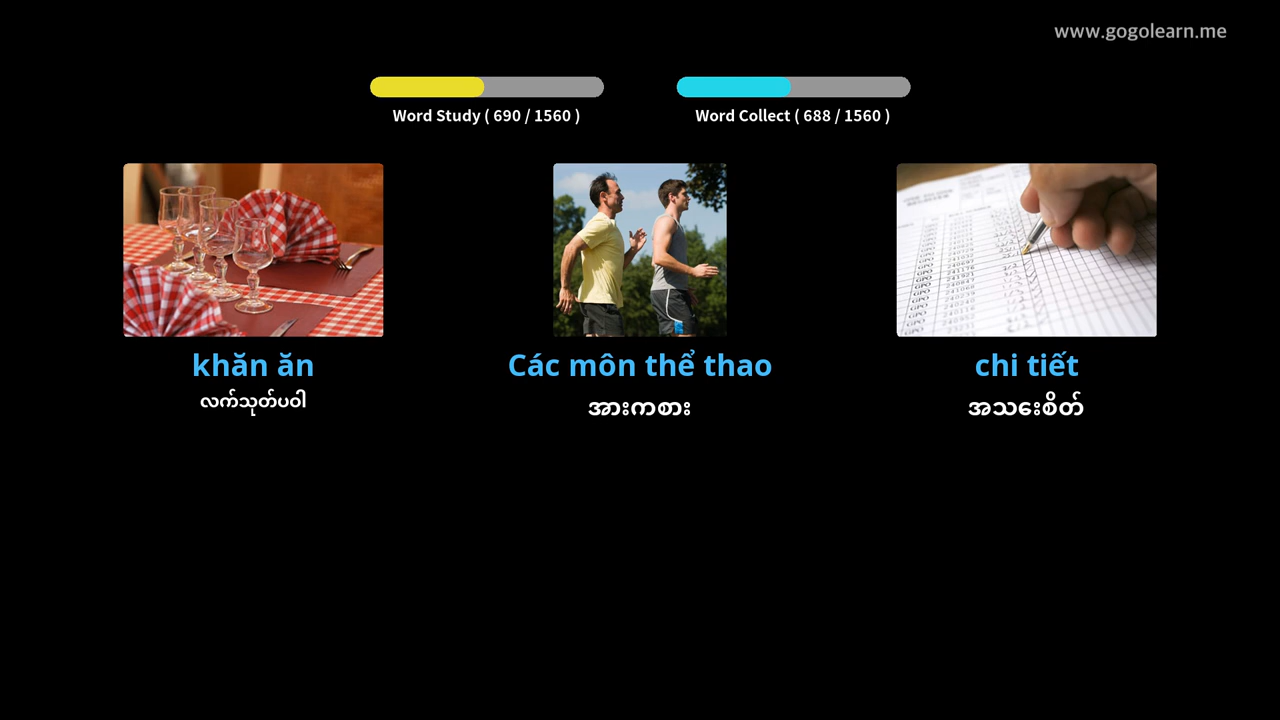 www.gogolearn.me
Word Study ( 690 / 1560 )
Word Collect ( 688 / 1560 )
khăn ăn
လက်သုတ်ပဝါ
Các môn thể thao
အားကစား
chi tiết
အသေးစိတ်